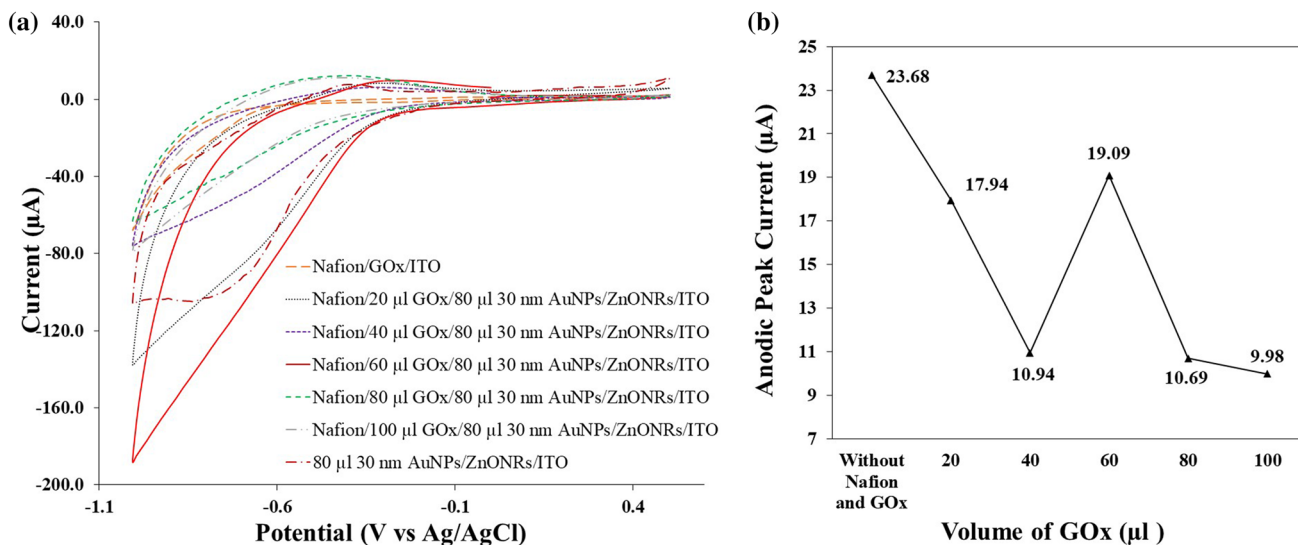 (a)
40.0
0.0
-40.0
-80.0
-120.0
-160.0
-200.0
Current (µA)
-1.1
-0.6
-0.1
0.4
Potential (V vs Ag/AgCl)
Nafion/GOx/ITO
Nafion/20 µl GOx/80 µl 30 nm AuNPs/ZnONRs/ITO
Nafion/40 µl GOx/80 µl 30 nm AuNPs/ZnONRs/ITO
Nafion/60 µl GOx/80 µl 30 nm AuNPs/ZnONRs/ITO
Nafion/80 µl GOx/80 µl 30 nm AuNPs/ZnONRs/ITO
Nafion/100 µl GOx/80 µl 30 nm AuNPs/ZnONRs/ITO
80 µl 30 nm AuNPs/ZnONRs/ITO
(b)
25
23
21
19
17
15
13
11
9
7
Anodic Peak Current (µA)
23.68
17.94
10.94
19.09
10.69
9.98
Without
Nafion
and GOx
20
40
60
80
100
Volume of GOx (µl )